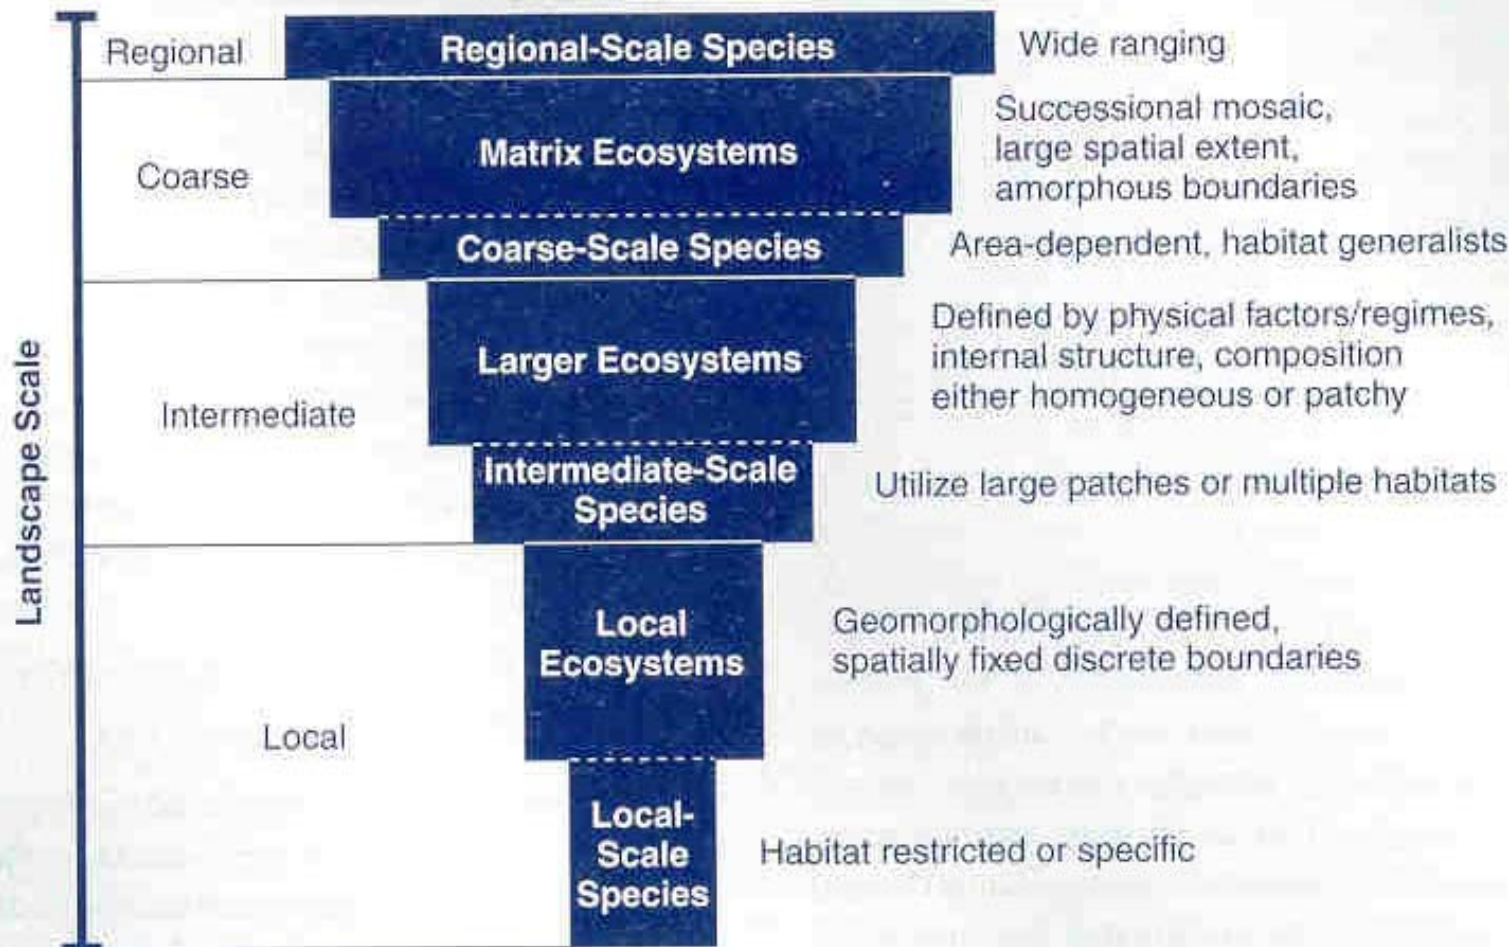 Landscape Scale
Regional
Regional-Scale Species
Wide ranging
Coarse
Matrix Ecosystems
Successional mosaic,
large spatial extent,
amorphous boundaries
Coarse-Scale Species
Area-dependent, habitat generalists
Intermediate
Larger Ecosystems
Defined by physical factors/regimes,
internal structure, composition
either homogeneous or patchy
Intermediate-Scale
Species
Utilize large patches or multiple habitats
Local
Local
Ecosystems
Geomorphologically defined,
spatially fixed discrete boundaries
Local-
Scale
Species
Habitat restricted or specific